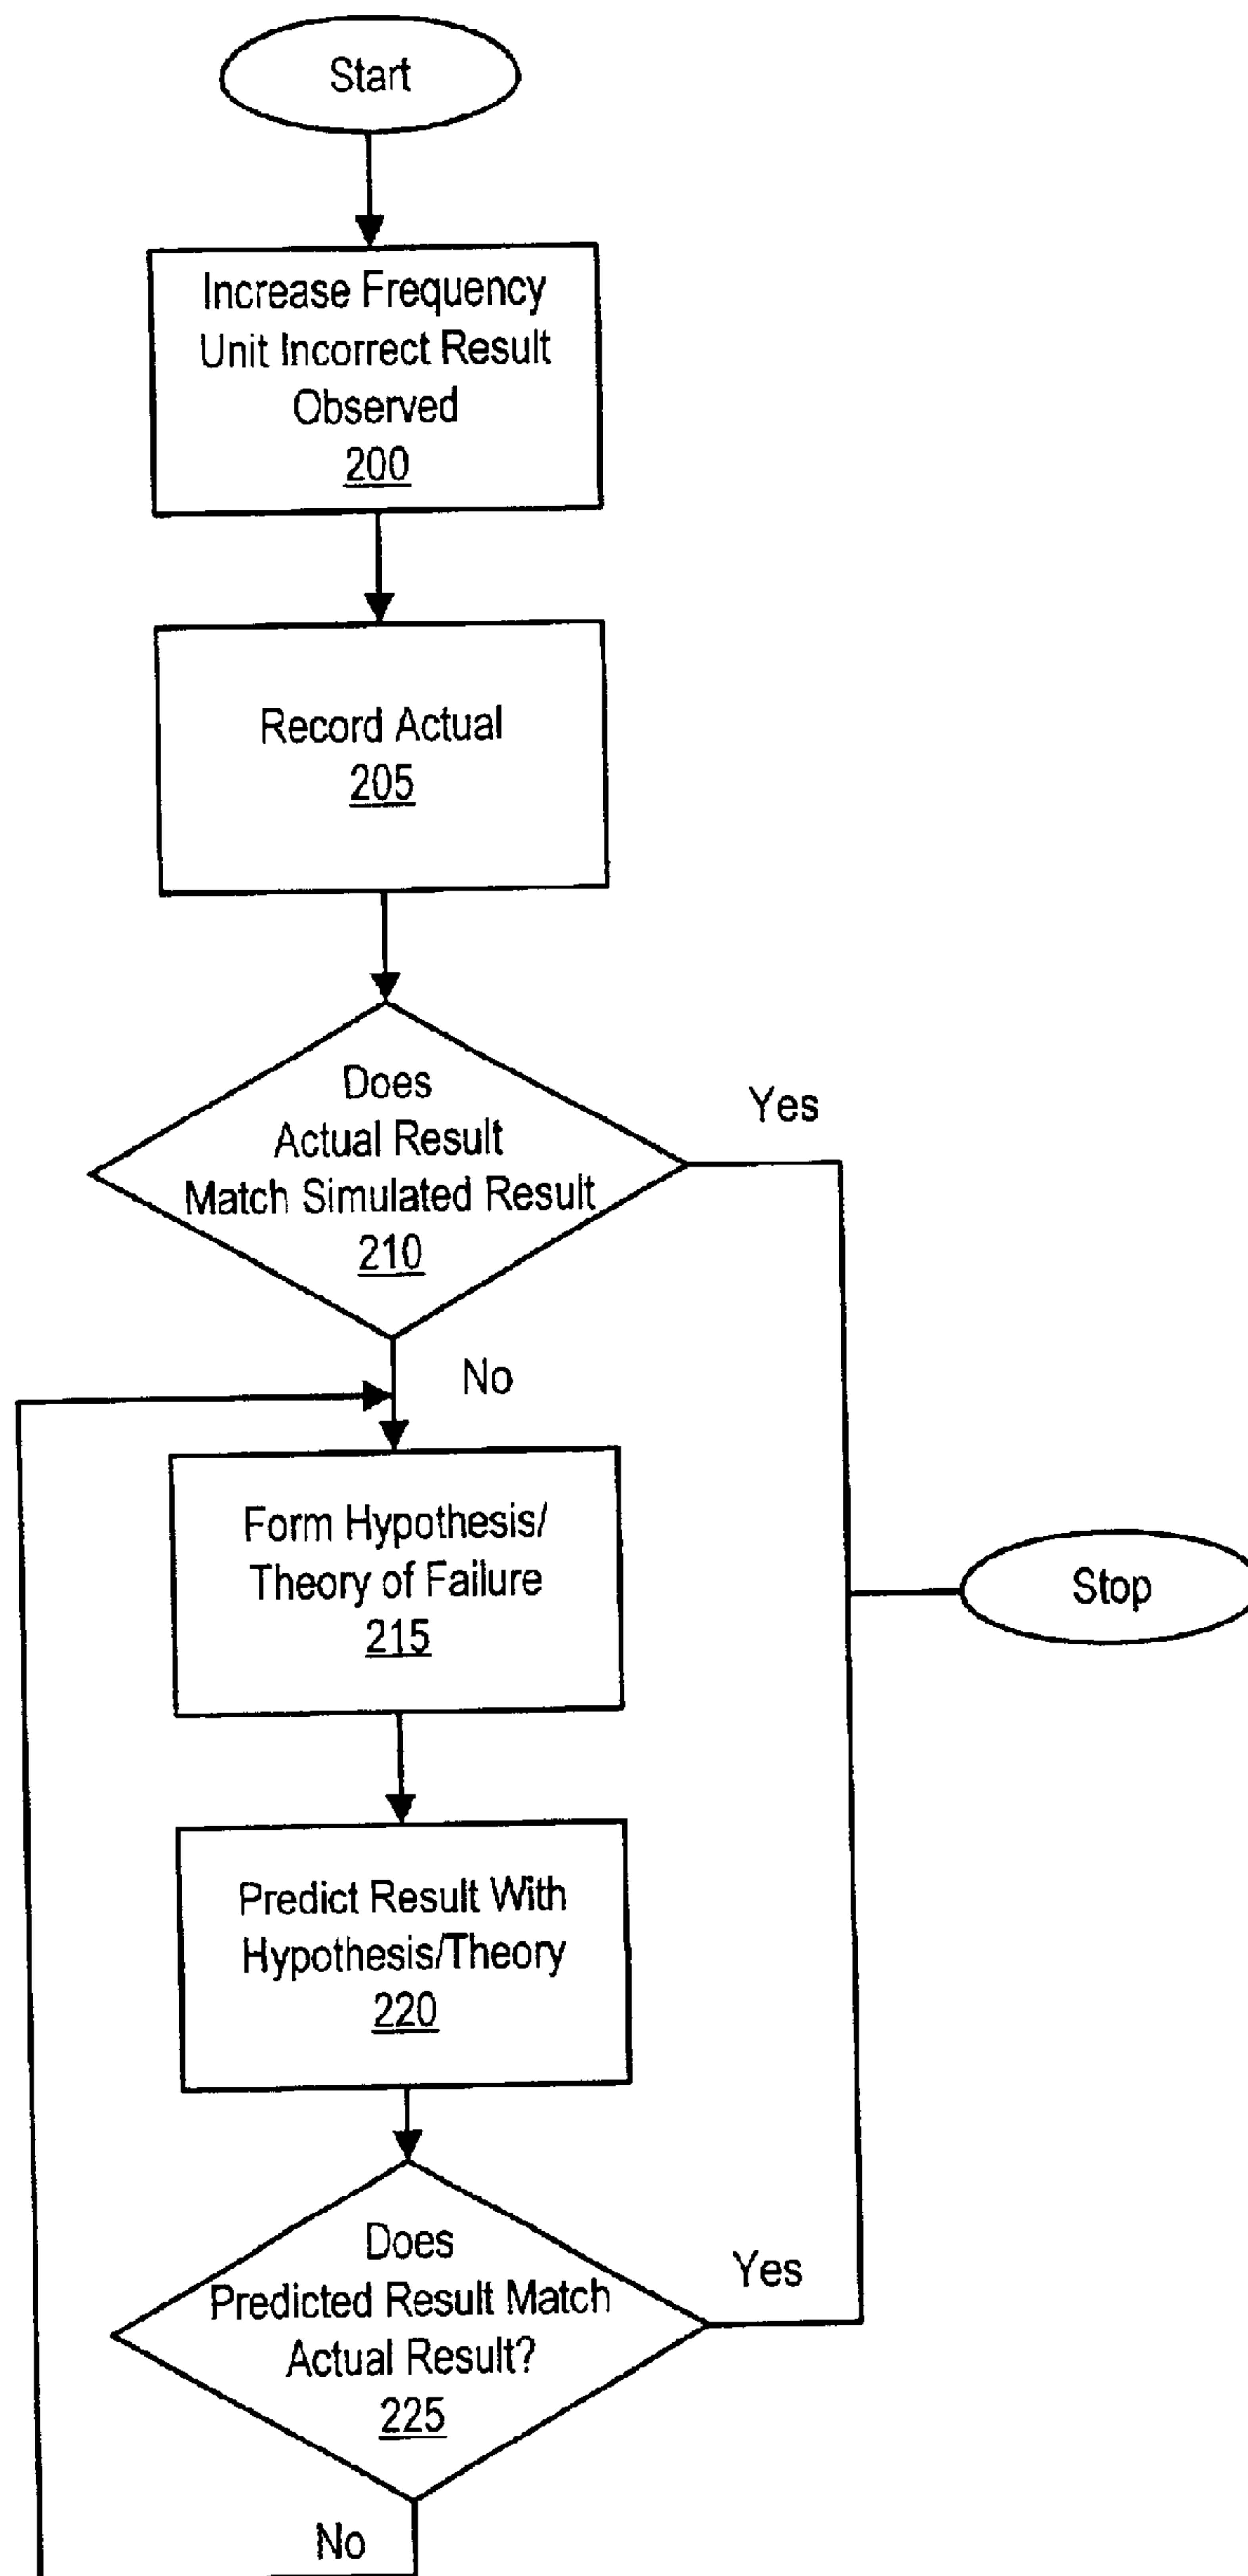 Start
Increase Frequency
Unit Incorrect Result
Observed
200
Record Actual
205
Does
Actual Result
Match Simulated Result
210
Yes
No
Form Hypothesis/
Theory of Failure
215
Stop
Predict Result With
Hypothesis/Theory
220
Does
Predicted Result Match
Actual Result?
225
Yes
No